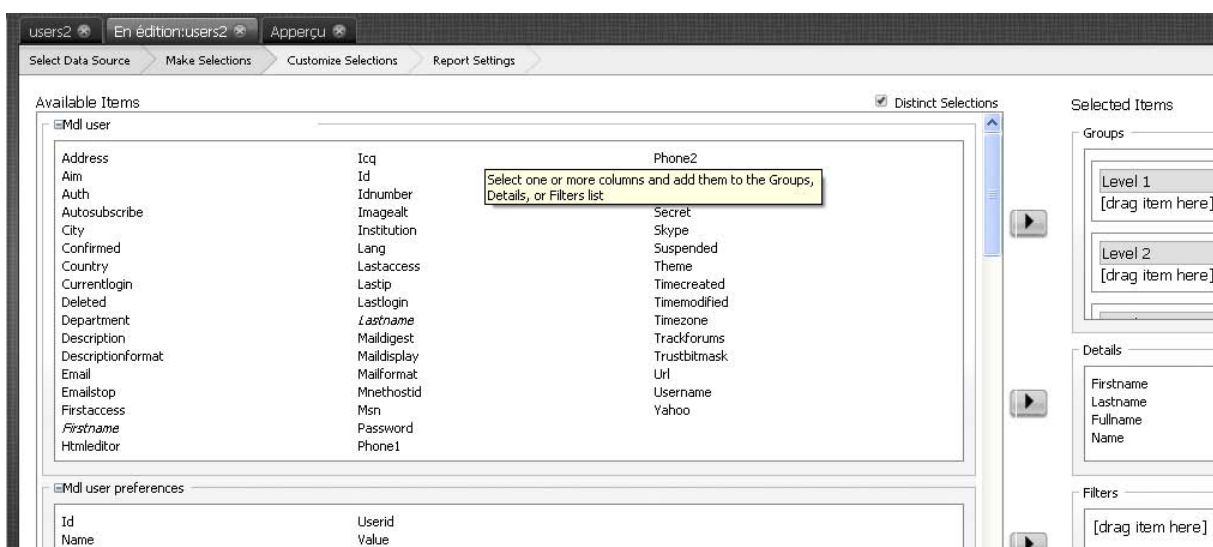 users2 En édition:users2 Apperçu
Select Data Source Make Selections Customize Selections Report Settings
Available Items Distinct Selections Selected Items
Mdl user Groups
Address Icq Phone2
Aim Id
Auth Idnumber
Select one or more columns and add them to the Groups,
Details, or Filters list
Autosubscribe Imagealt Secret
City Institution Skype
Confirmed Lang Suspended
Country Lastaccess Theme
Currentlogin Lastip Timecreated
Deleted Lastlogin Timemodified
Department Lastname Timezone
Description Maildigest Trackforums
Descriptionformat Maildisplay Trustbitmask
Email Mailformat Url
Emailstop Mnethostid Username
Firstaccess Msn Yahoo
Firstname Password
Htmleditor Phone1
Level 1
[drag item here]
Level 2
[drag item here]
Details
Firstname
Lastname
Fullname
Name
Mdl user preferences Filters
Id Userid
Name Value
[drag item here]